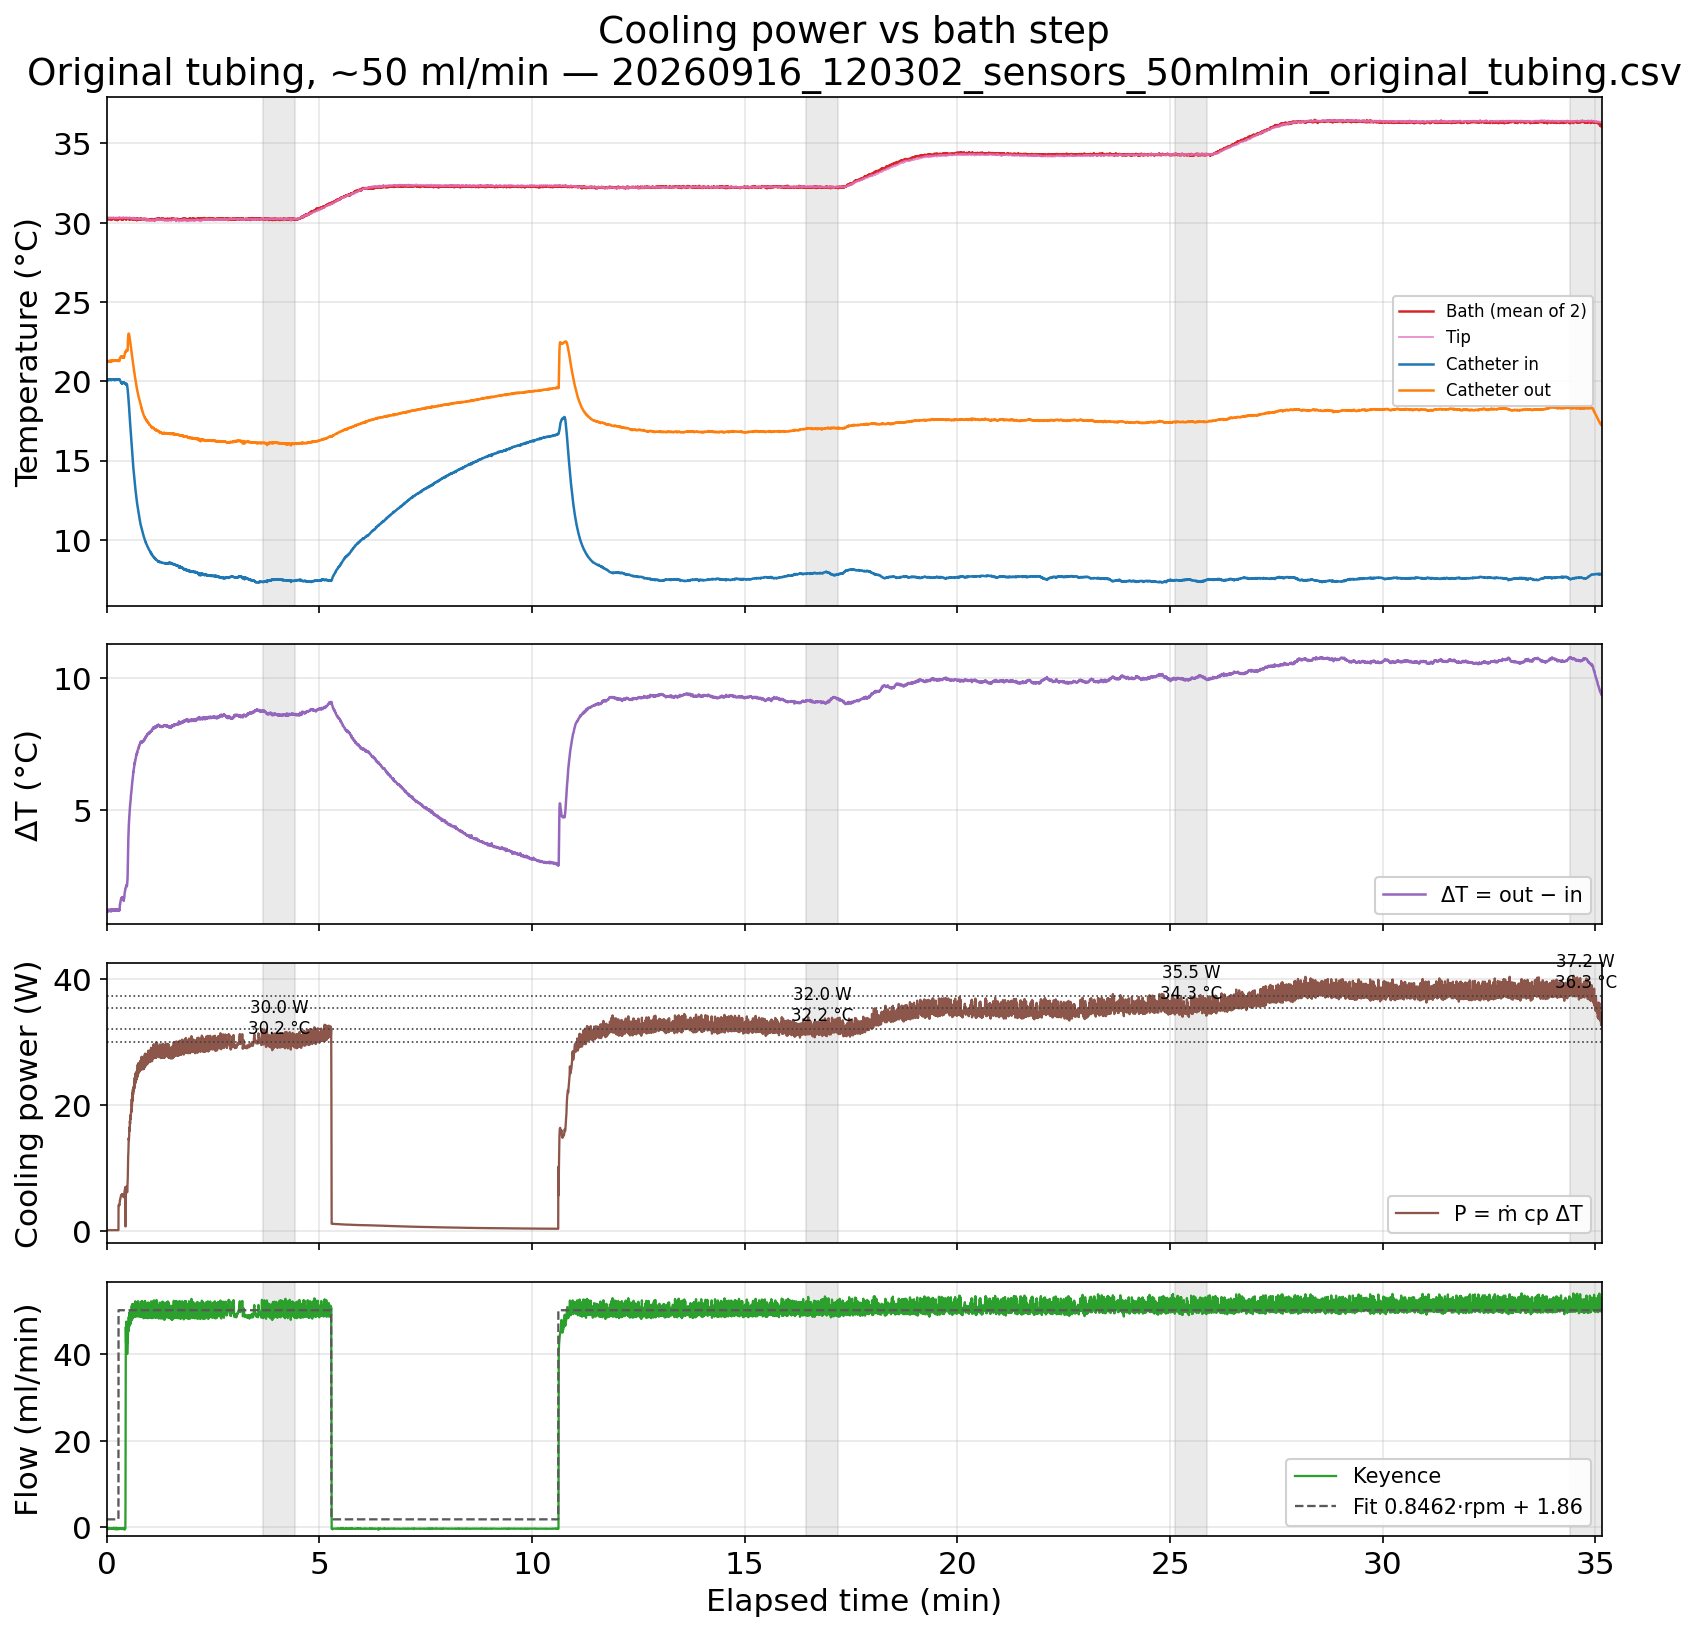 Cooling power vs bath step
Original tubing, ~50 ml/min — 20260916_120302_sensors_50mlmin_original_tubing.csv
Temperature (°C)
35
30
25
20
15
10
Bath (mean of 2)
Tip
Catheter in
Catheter out
ΔT (°C)
10
5
ΔT = out − in
Cooling power (W)
40
20
0
30.0 W
30.2 °C
32.0 W
32.2 °C
35.5 W
34.3 °C
37.2 W
36.3 °C
P = ṁ cp ΔT
Flow (ml/min)
40
20
0
Keyence
Fit 0.8462·rpm + 1.86
0 5 10 15 20 25 30 35
Elapsed time (min)